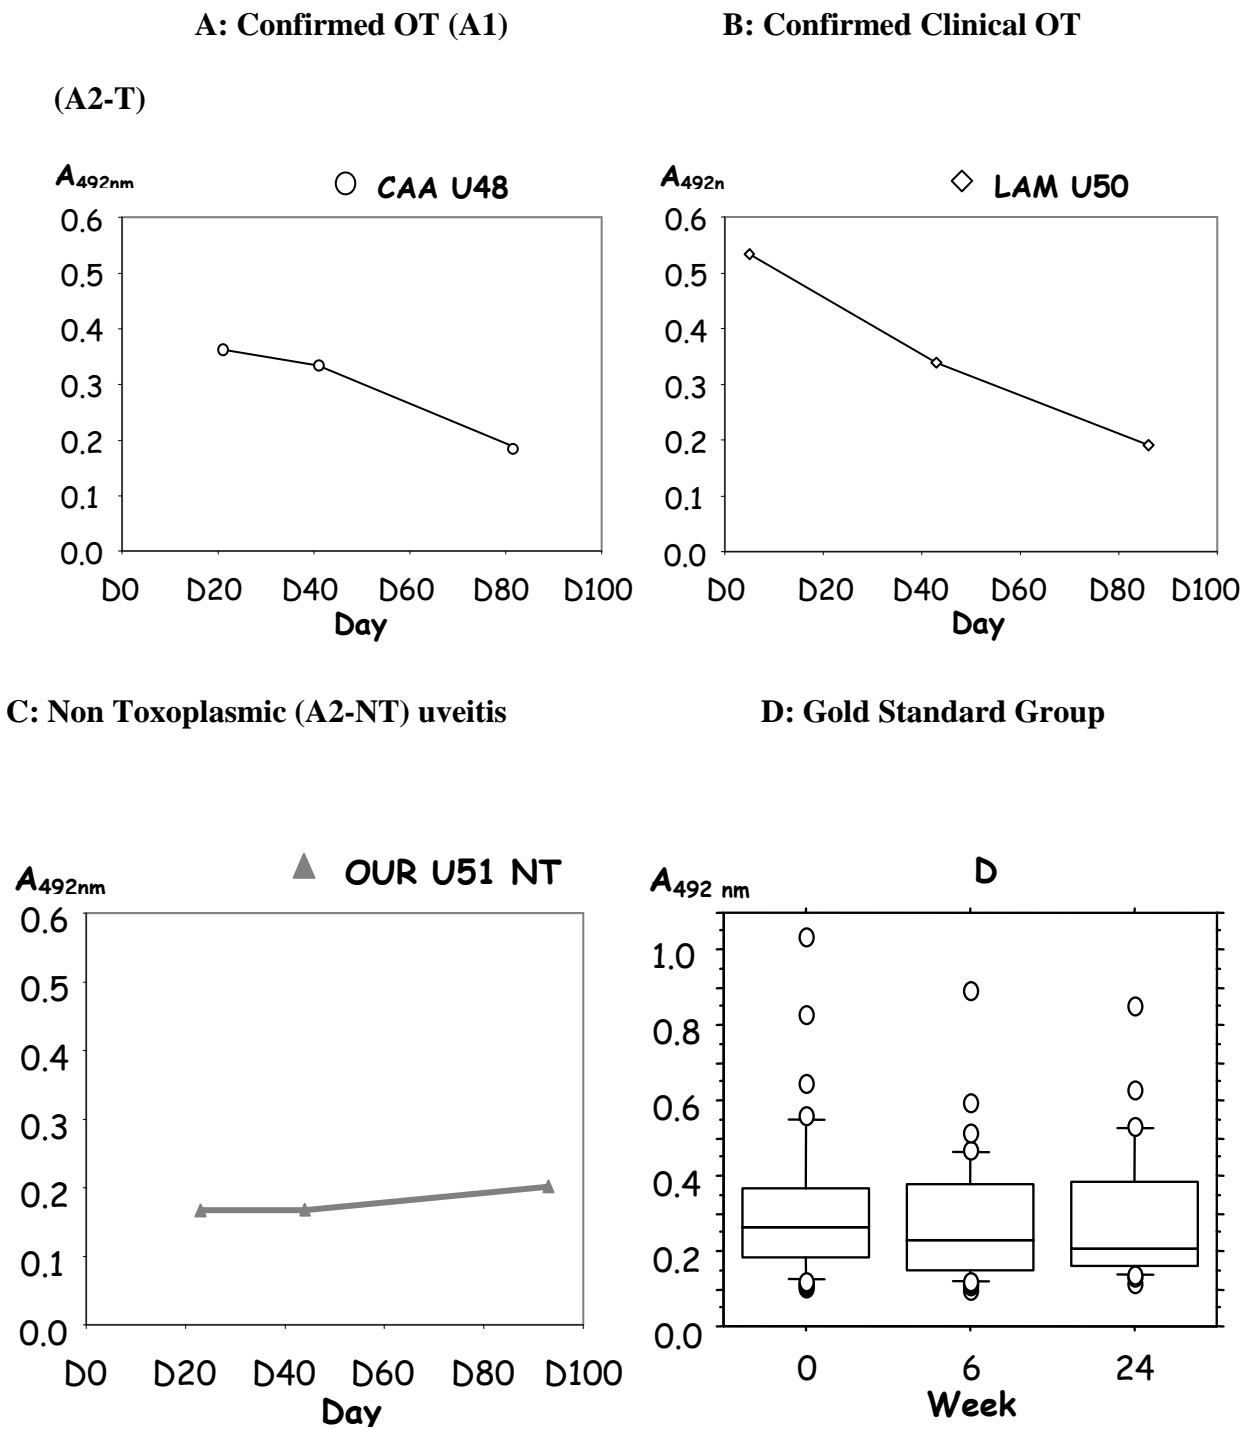 A: Confirmed OT (A1) B: Confirmed Clinical OT
(A2-T)
A492nm CAA U48
0.6
0.5
0.4
0.3
0.2
0.1
0.0
D0 D20 D40 D60 D80 D100
Day
A492n LAM U50
0.6
0.5
0.4
0.3
0.2
0.1
0.0
D0 D20 D40 D60 D80 D100
Day
C: Non Toxoplasmic (A2-NT) uveitis D: Gold Standard Group
A492nm OUR U51 NT
0.6
0.5
0.4
0.3
0.2
0.1
0.0
D0 D20 D40 D60 D80 D100
Day
A492 nm D
1.0
0.8
0.6
0.4
0.2
0.0
0 6 24
Week